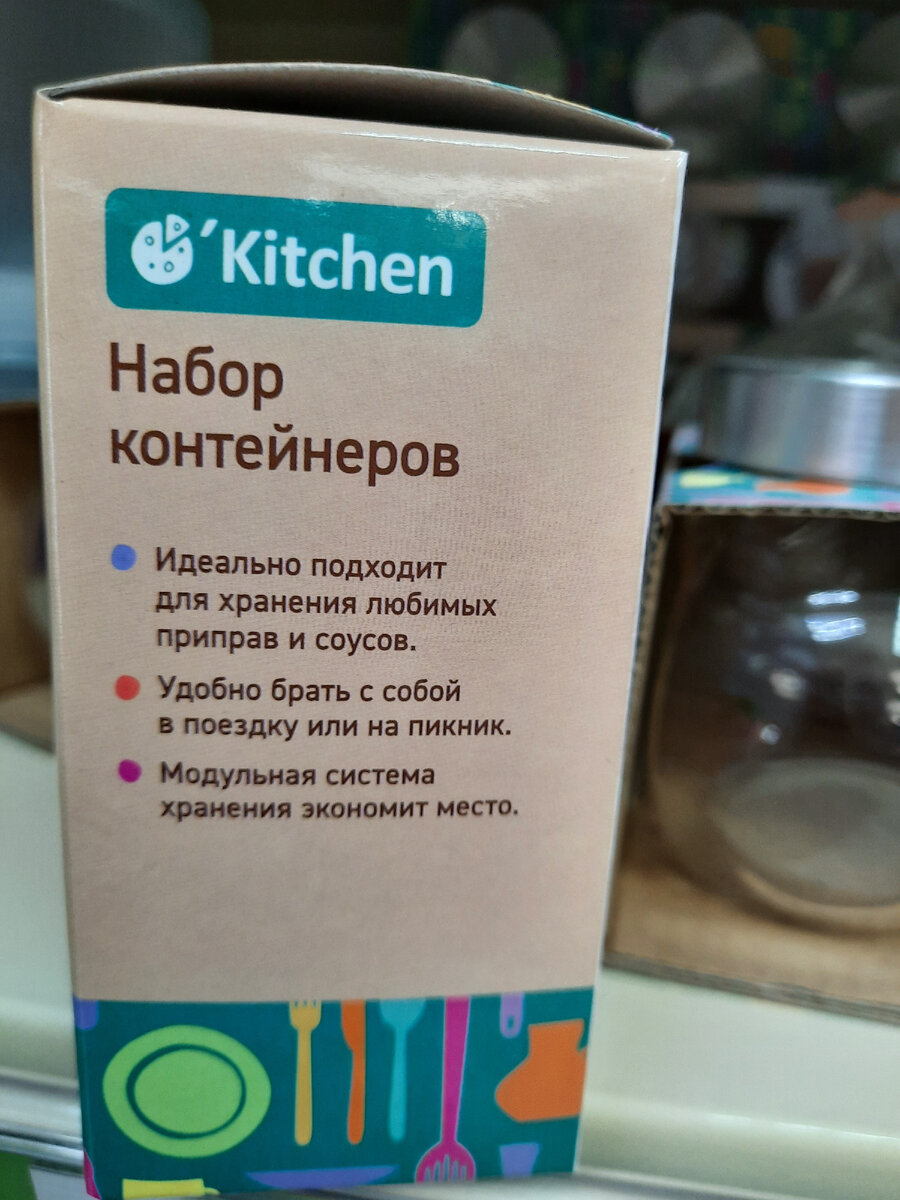 'Kitchen
Набор
контейнеров
Идеально подходит
для хранения любимых
приправ и соусов.
Удобно брать с собой
в поездку или на пикник.
Модульная система
хранения экономит место.